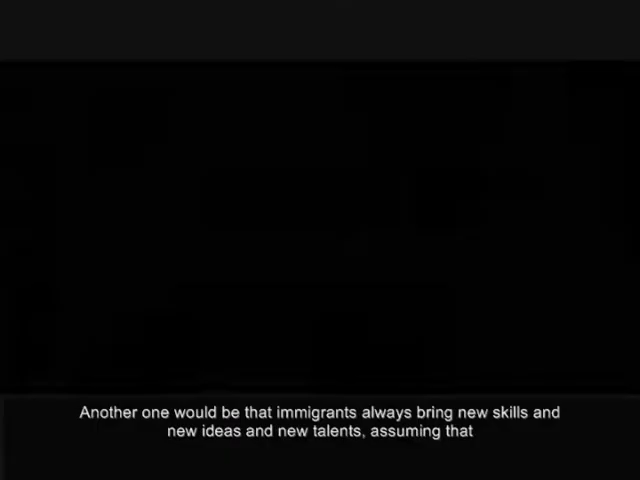 Another one would be that immigrants always bring new skills and
new ideas and new talents, assuming that